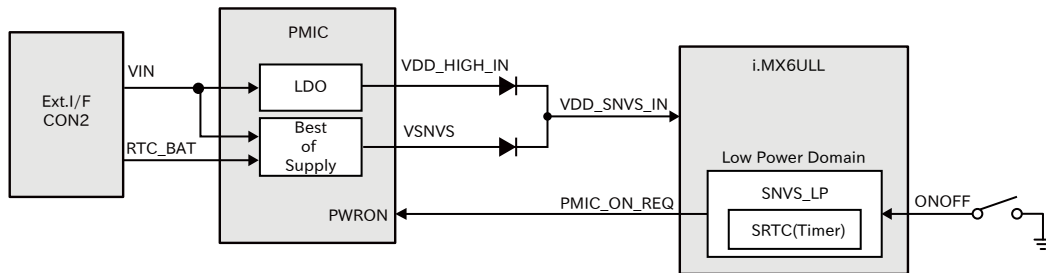 Ext.I/F
CON2
VIN
RTC_BAT
PMIC
LDO
Best
of
Supply
PWRON
VDD_HIGH_IN
VSNVS
VDD_SNVS_IN
PMIC_ON_REQ
i.MX6ULL
Low Power Domain
SNVS_LP
SRTC(Timer)
ONOFF